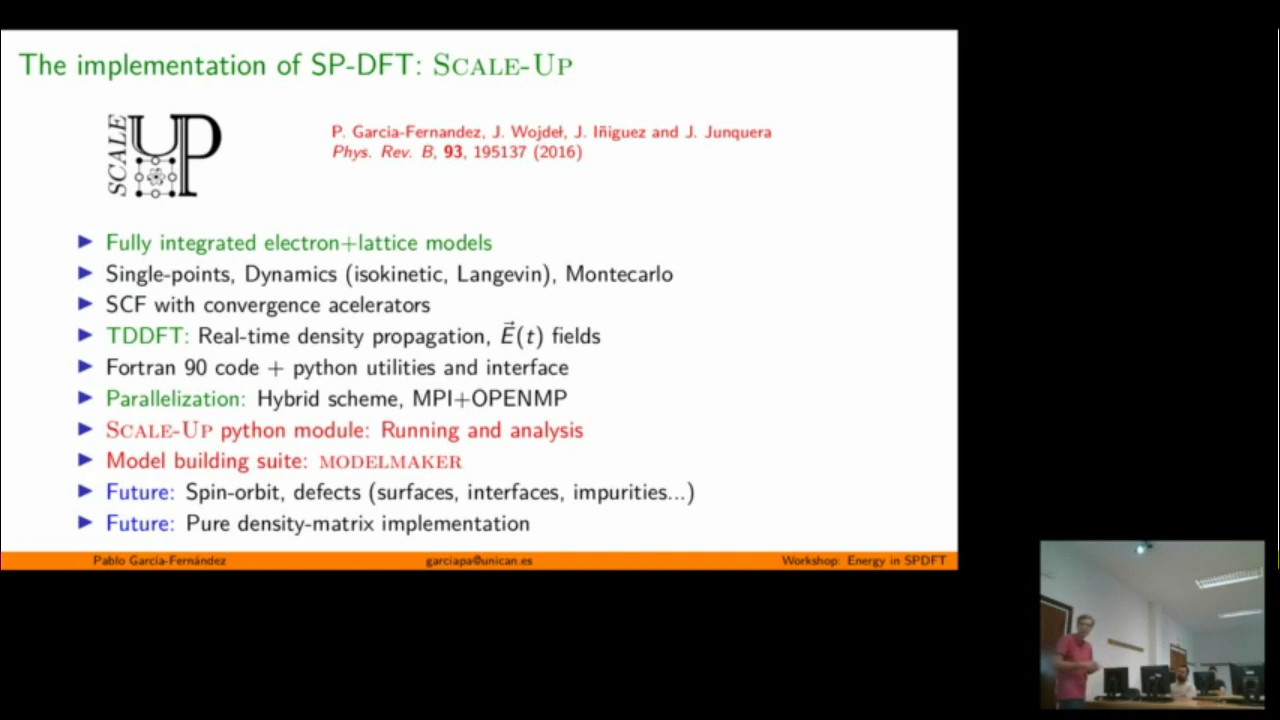 The implementation of SP-DFT: SCALE-UP
SCALE UP
P. García-Fernandez, J. Wojdeł, J. Iñiguez and J. Junquera
Phys. Rev. B, 93, 195137 (2016)
► Fully integrated electron+lattice models
► Single-points, Dynamics (isokinetic, Langevin), Montecarlo
► SCF with convergence acelerators
► TDDFT: Real-time density propagation, E⃗(t) fields
► Fortran 90 code + python utilities and interface
► Parallelization: Hybrid scheme, MPI+OPENMP
► SCALE-UP python module: Running and analysis
► Model building suite: MODELMAKER
► Future: Spin-orbit, defects (surfaces, interfaces, impurities...)
► Future: Pure density-matrix implementation
Pablo García-Fernández garciapa@unican.es Workshop: Energy in SPDFT